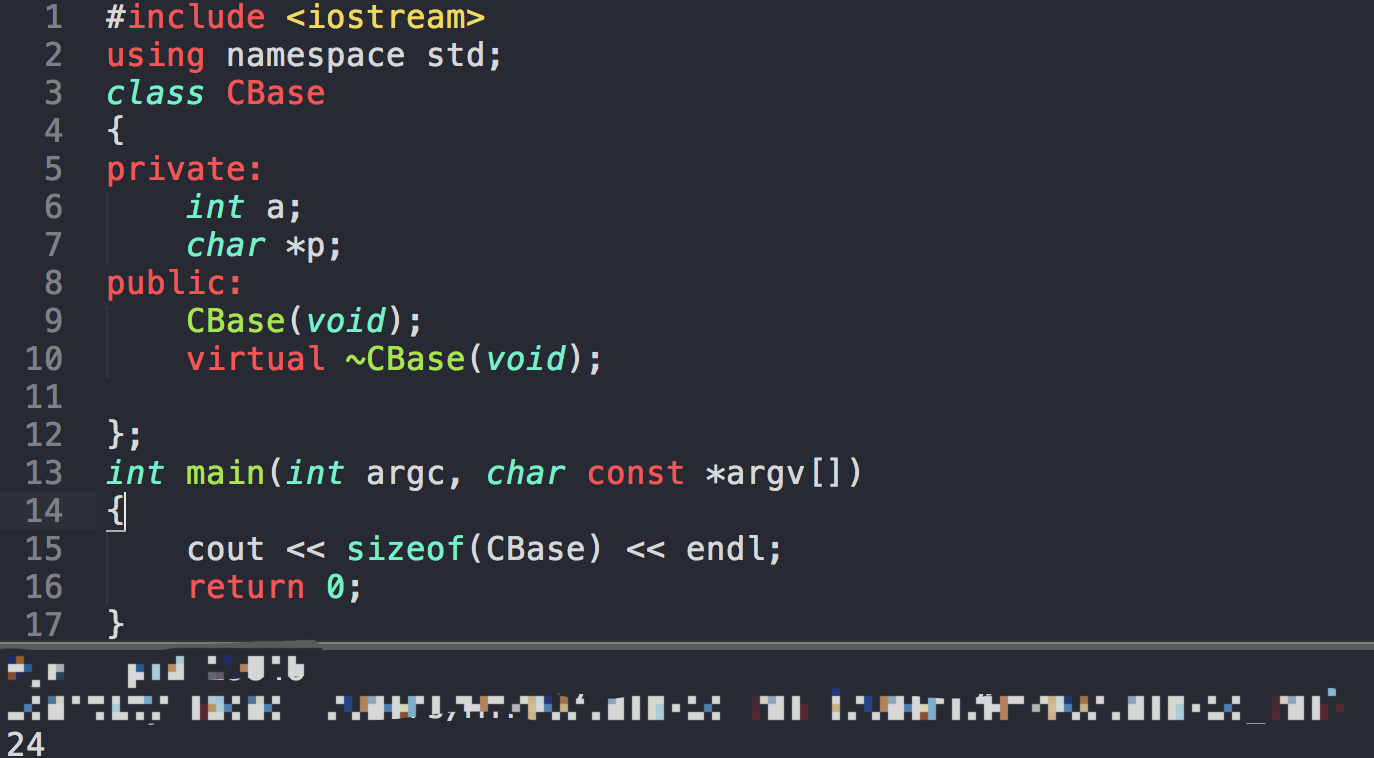 1 #include <iostream>
2 using namespace std;
3 class CBase
4 {
5 private:
6 int a;
7 char *p;
8 public:
9 CBase(void);
10 virtual ~CBase(void);
11
12 };
13 int main(int argc, char const *argv[])
14 {
15 cout << sizeof(CBase) << endl;
16 return 0;
17 }
24